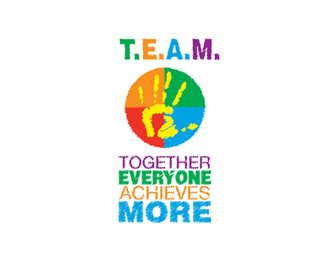 T.E.A.M.
TOGETHER
EVERYONE
ACHIEVES
MORE